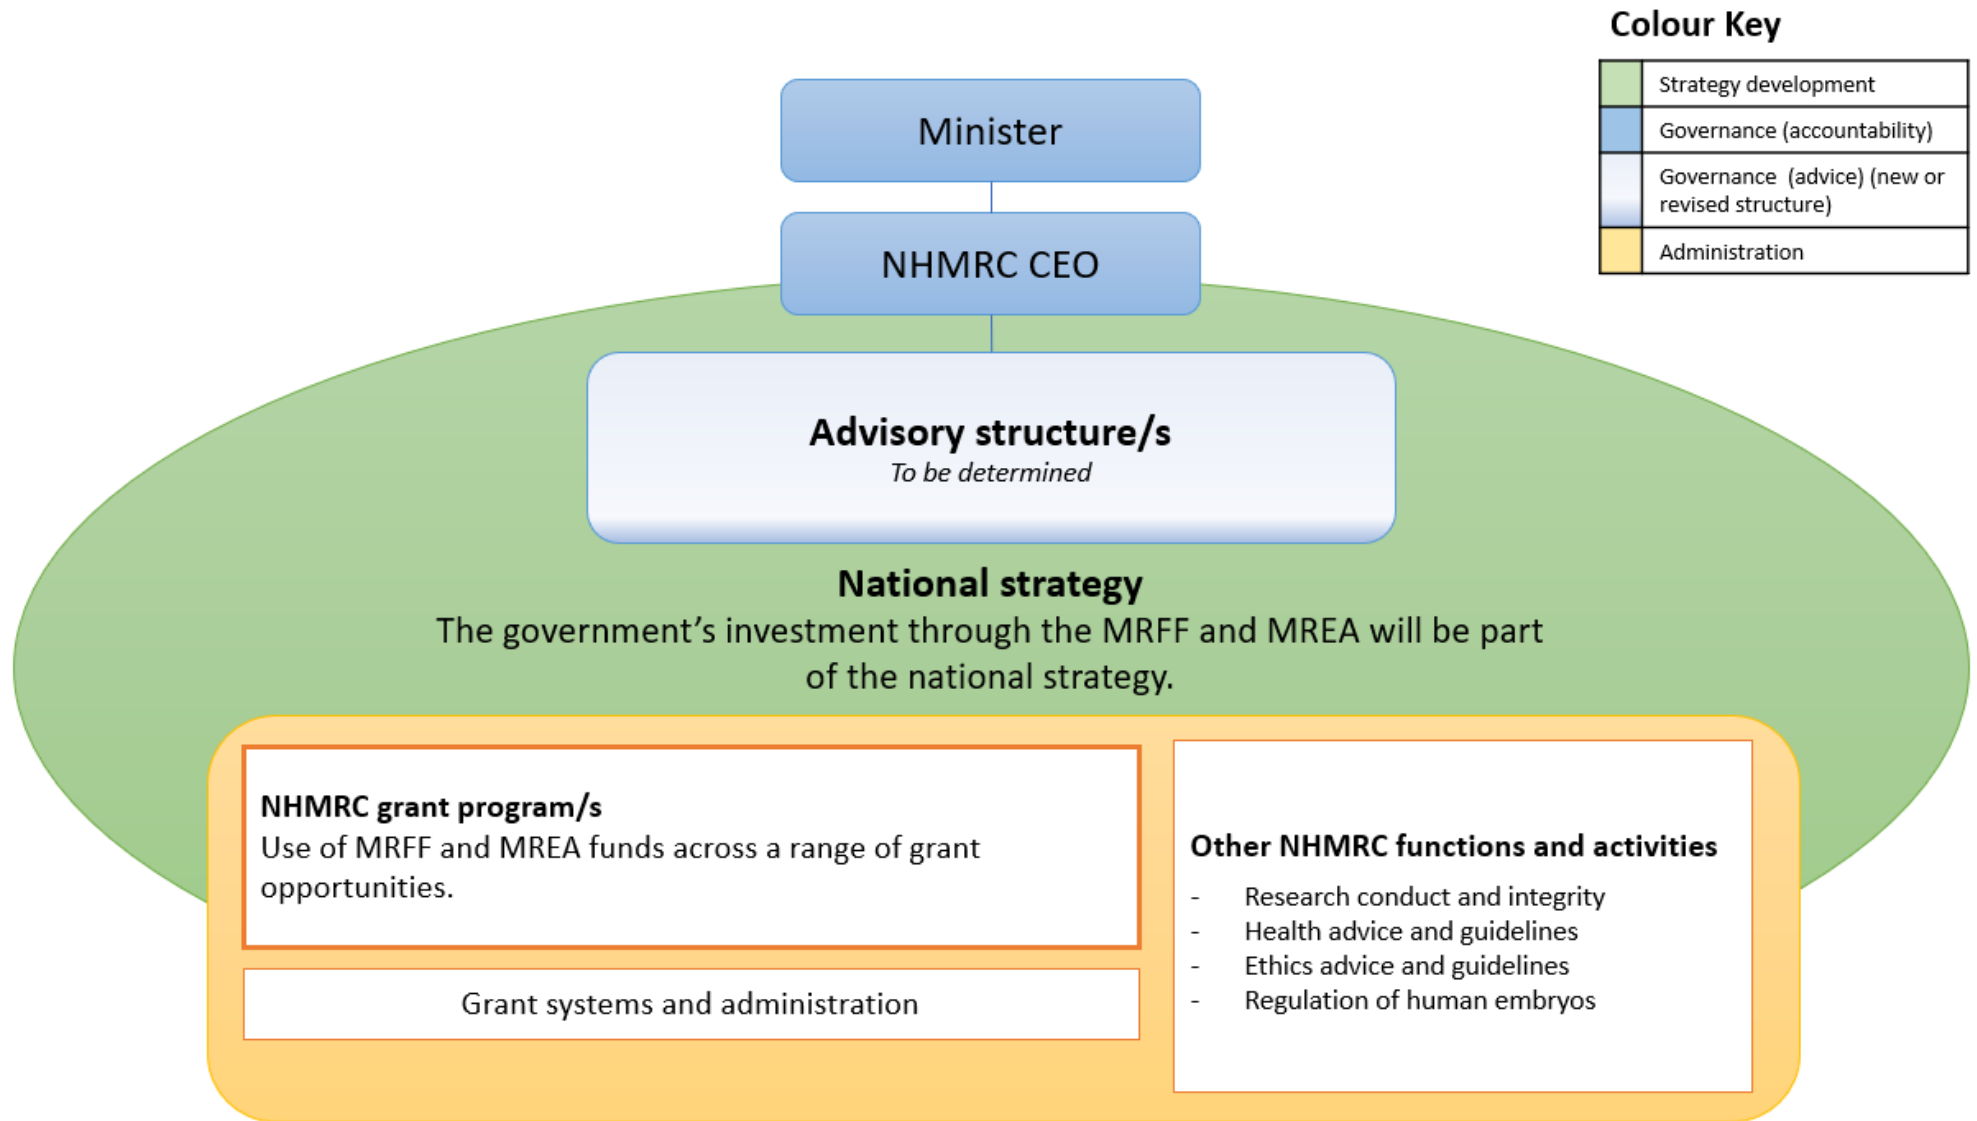 Colour Key
Strategy development
Governance (accountability)
Governance  (advice) (new or
revised structure)
Administration
Minister
NHMRC CEO
Advisory structure/s
To be determined
National strategy
The government’s investment through the MRFF and MREA will be part
of the national strategy.
NHMRC grant program/s
Use of MRFF and MREA funds across a range of grant
opportunities.
Grant systems and administration
Other NHMRC functions and activities
- Research conduct and integrity
- Health advice and guidelines
- Ethics advice and guidelines
- Regulation of human embryos